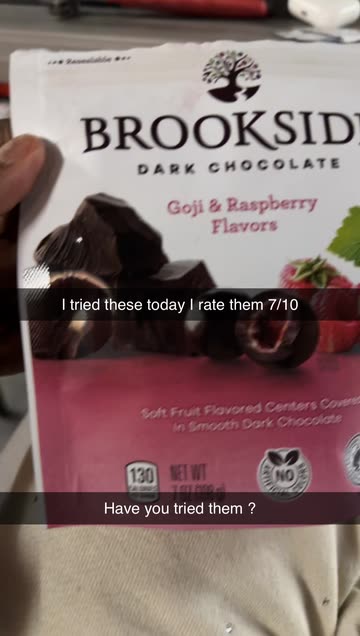 Resealable
BROOKSID
DARK CHOCOLATE
Goji & Raspberry
Flavors
I tried these today I rate them 7/10
Soft Fruit Flavored Centers Covered
in Smooth Dark Chocolate
130
NET WT
NO
Have you tried them ?